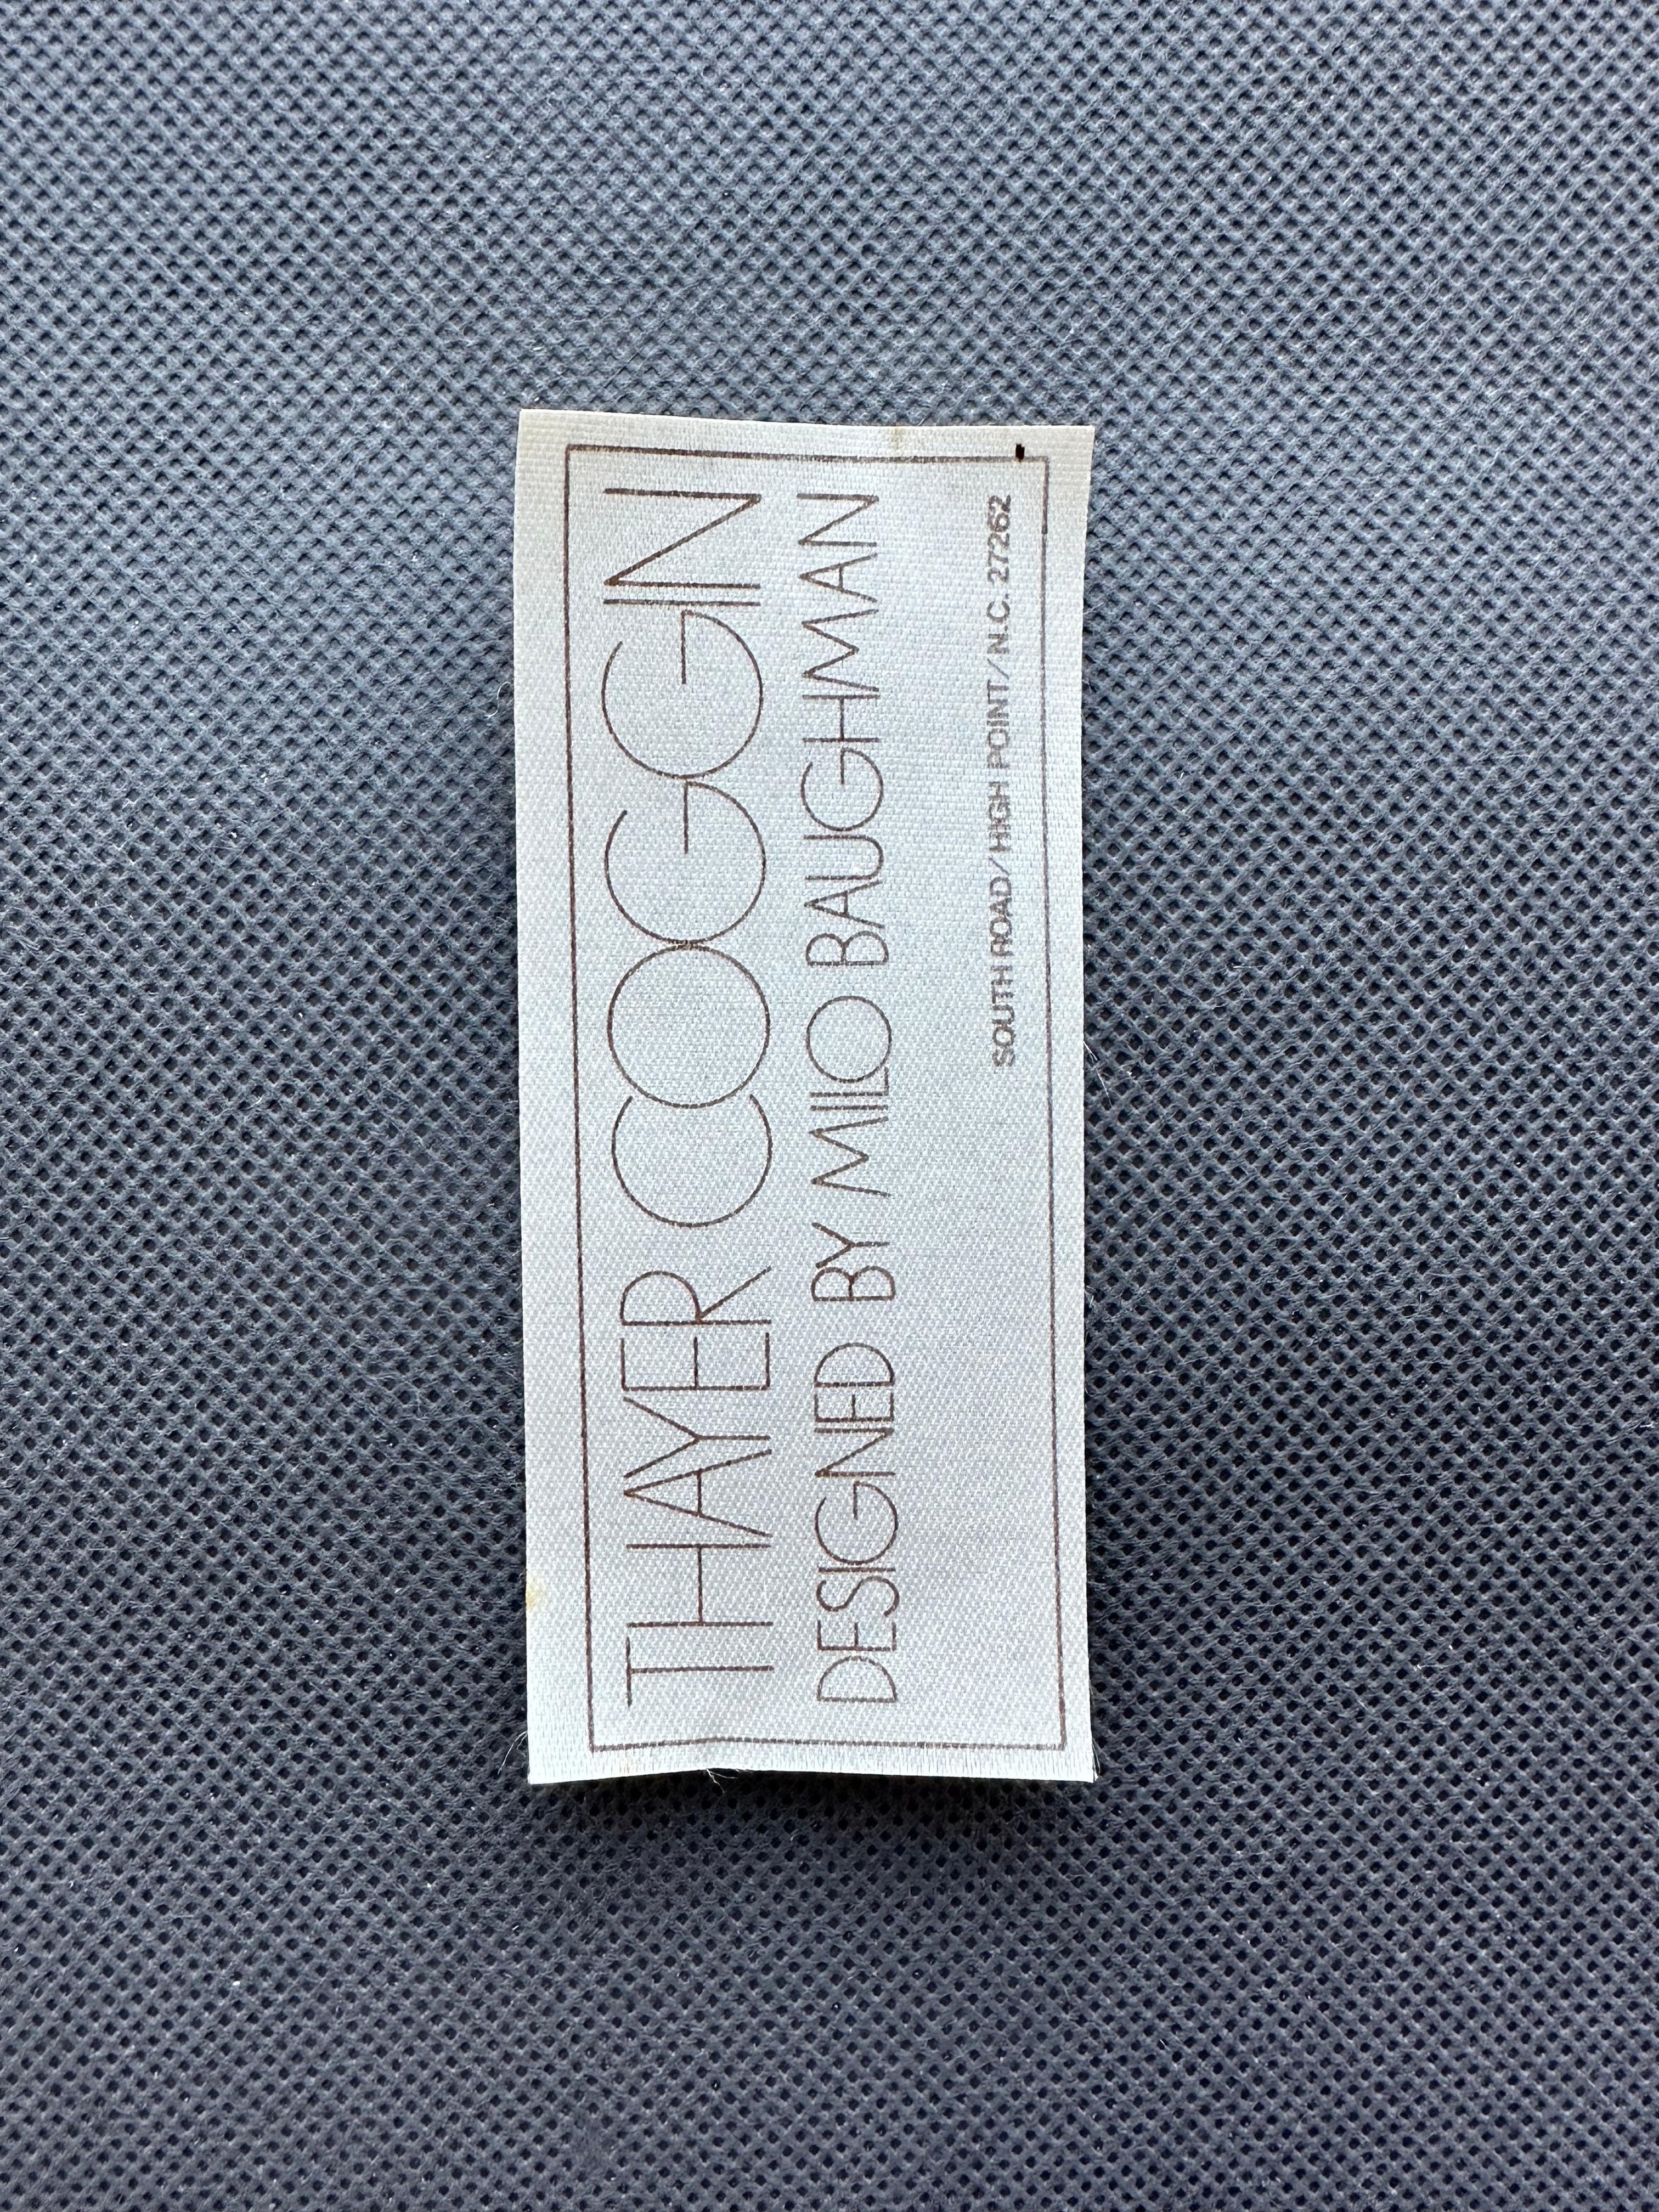 THAYER COGGIN
DESIGNED BY MILO BAUGHMAN
SOUTH ROAD/HIGH POINT/N.C. 27262